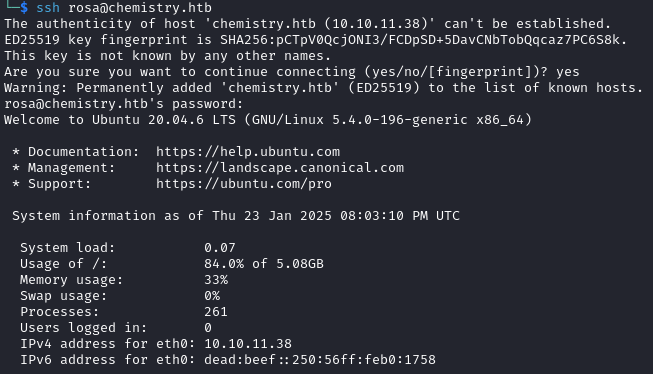 └─$ ssh rosa@chemistry.htb
The authenticity of host 'chemistry.htb (10.10.11.38)' can't be established.
ED25519 key fingerprint is SHA256:pCTpV0QcjONI3/FCDpSD+5DavCNbTobQqcaz7PC6S8k.
This key is not known by any other names.
Are you sure you want to continue connecting (yes/no/[fingerprint])? yes
Warning: Permanently added 'chemistry.htb' (ED25519) to the list of known hosts.
rosa@chemistry.htb's password:
Welcome to Ubuntu 20.04.6 LTS (GNU/Linux 5.4.0-196-generic x86_64)
* Documentation: https://help.ubuntu.com
* Management: https://landscape.canonical.com
* Support: https://ubuntu.com/pro
System information as of Thu 23 Jan 2025 08:03:10 PM UTC
System load: 0.07
Usage of /: 84.0% of 5.08GB
Memory usage: 33%
Swap usage: 0%
Processes: 261
Users logged in: 0
IPv4 address for eth0: 10.10.11.38
IPv6 address for eth0: dead:beef::250:56ff:feb0:1758